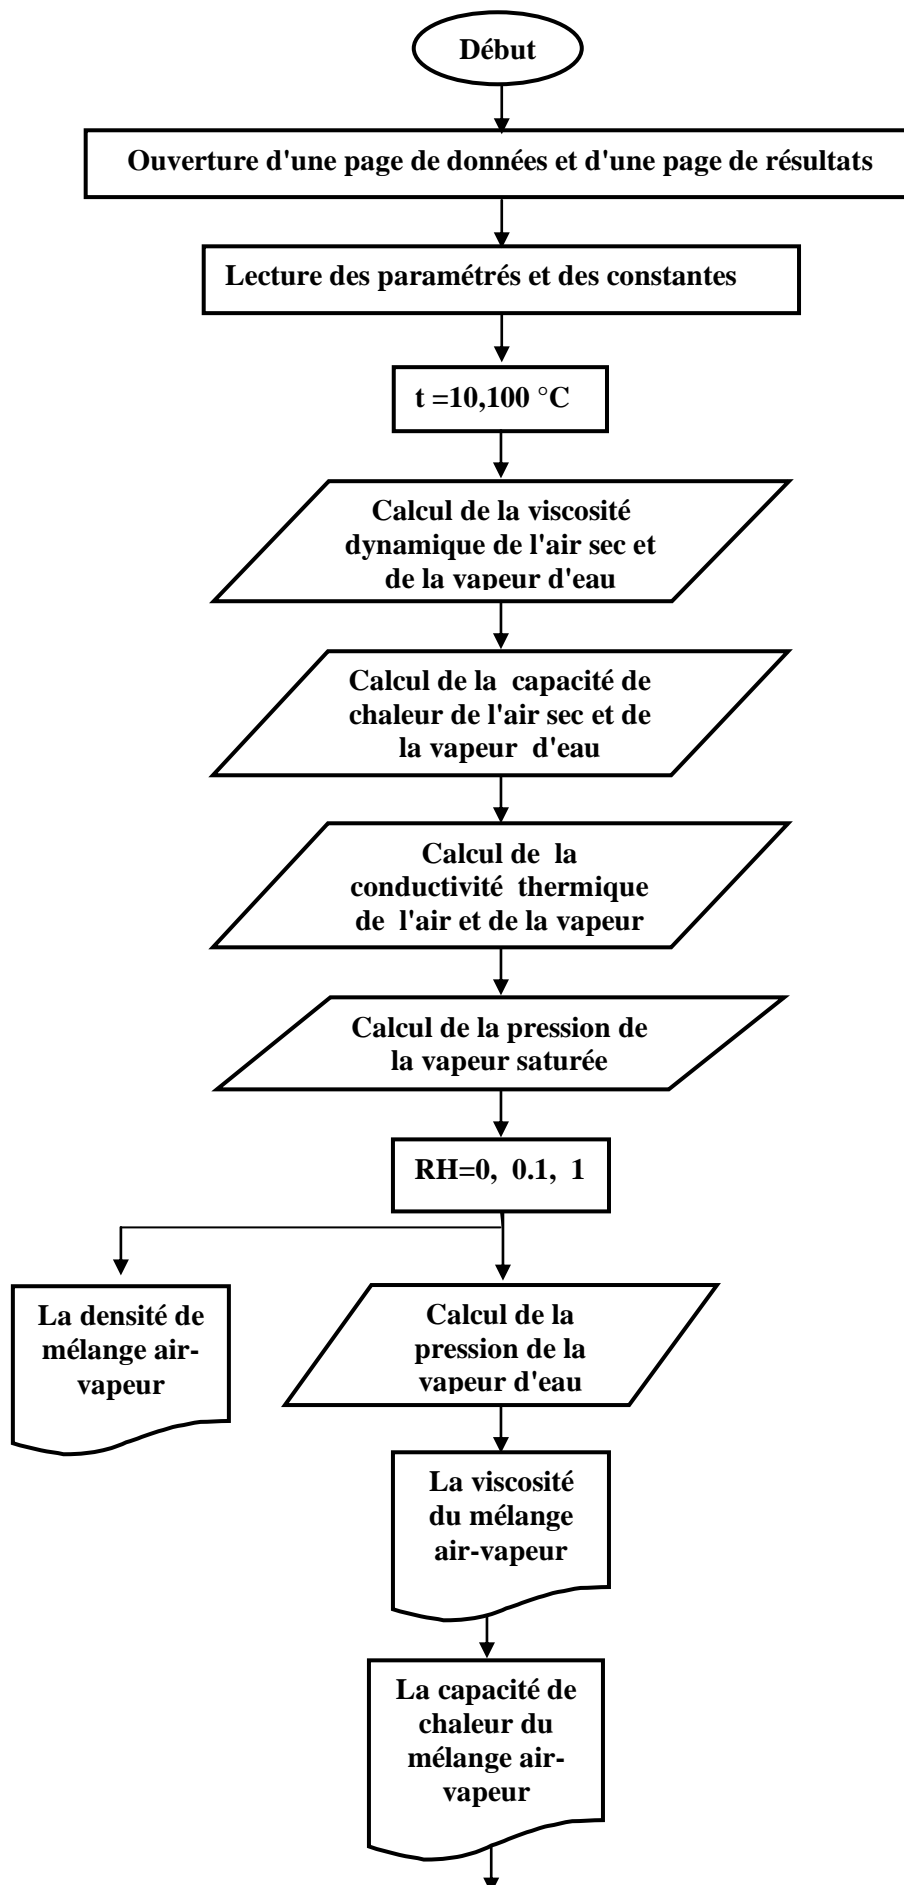 Début
Ouverture d'une page de données et d'une page de résultats
Lecture des paramétrés et des constantes
t =10,100 °C
Calcul de la viscosité
dynamique de l'air sec et
de la vapeur d'eau
Calcul de la capacité de
chaleur de l'air sec et de
la vapeur d'eau
Calcul de la
conductivité thermique
de l'air et de la vapeur
Calcul de la pression de
la vapeur saturée
RH=0, 0.1, 1
La densité de
mélange air-
vapeur
Calcul de la
pression de la
vapeur d'eau
La viscosité
du mélange
air-vapeur
La capacité de
chaleur du
mélange air-
vapeur